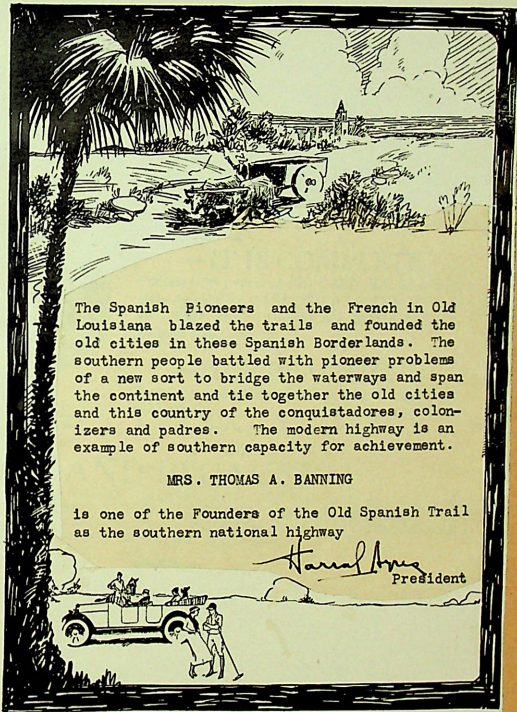 The Spanish Pioneers and the French in Old
Louisiana blazed the trails and founded the
old cities in these Spanish Borderlands. The
southern people battled with pioneer problems
of a new sort to bridge the waterways and span
the continent and tie together the old cities
and this country of the conquistadores, colon-
izers and padres. The modern highway is an
example of southern capacity for achievement.
MRS. THOMAS A. BANNING
is one of the Founders of the Old Spanish Trail
as the southern national highway
Harral Ayres
President